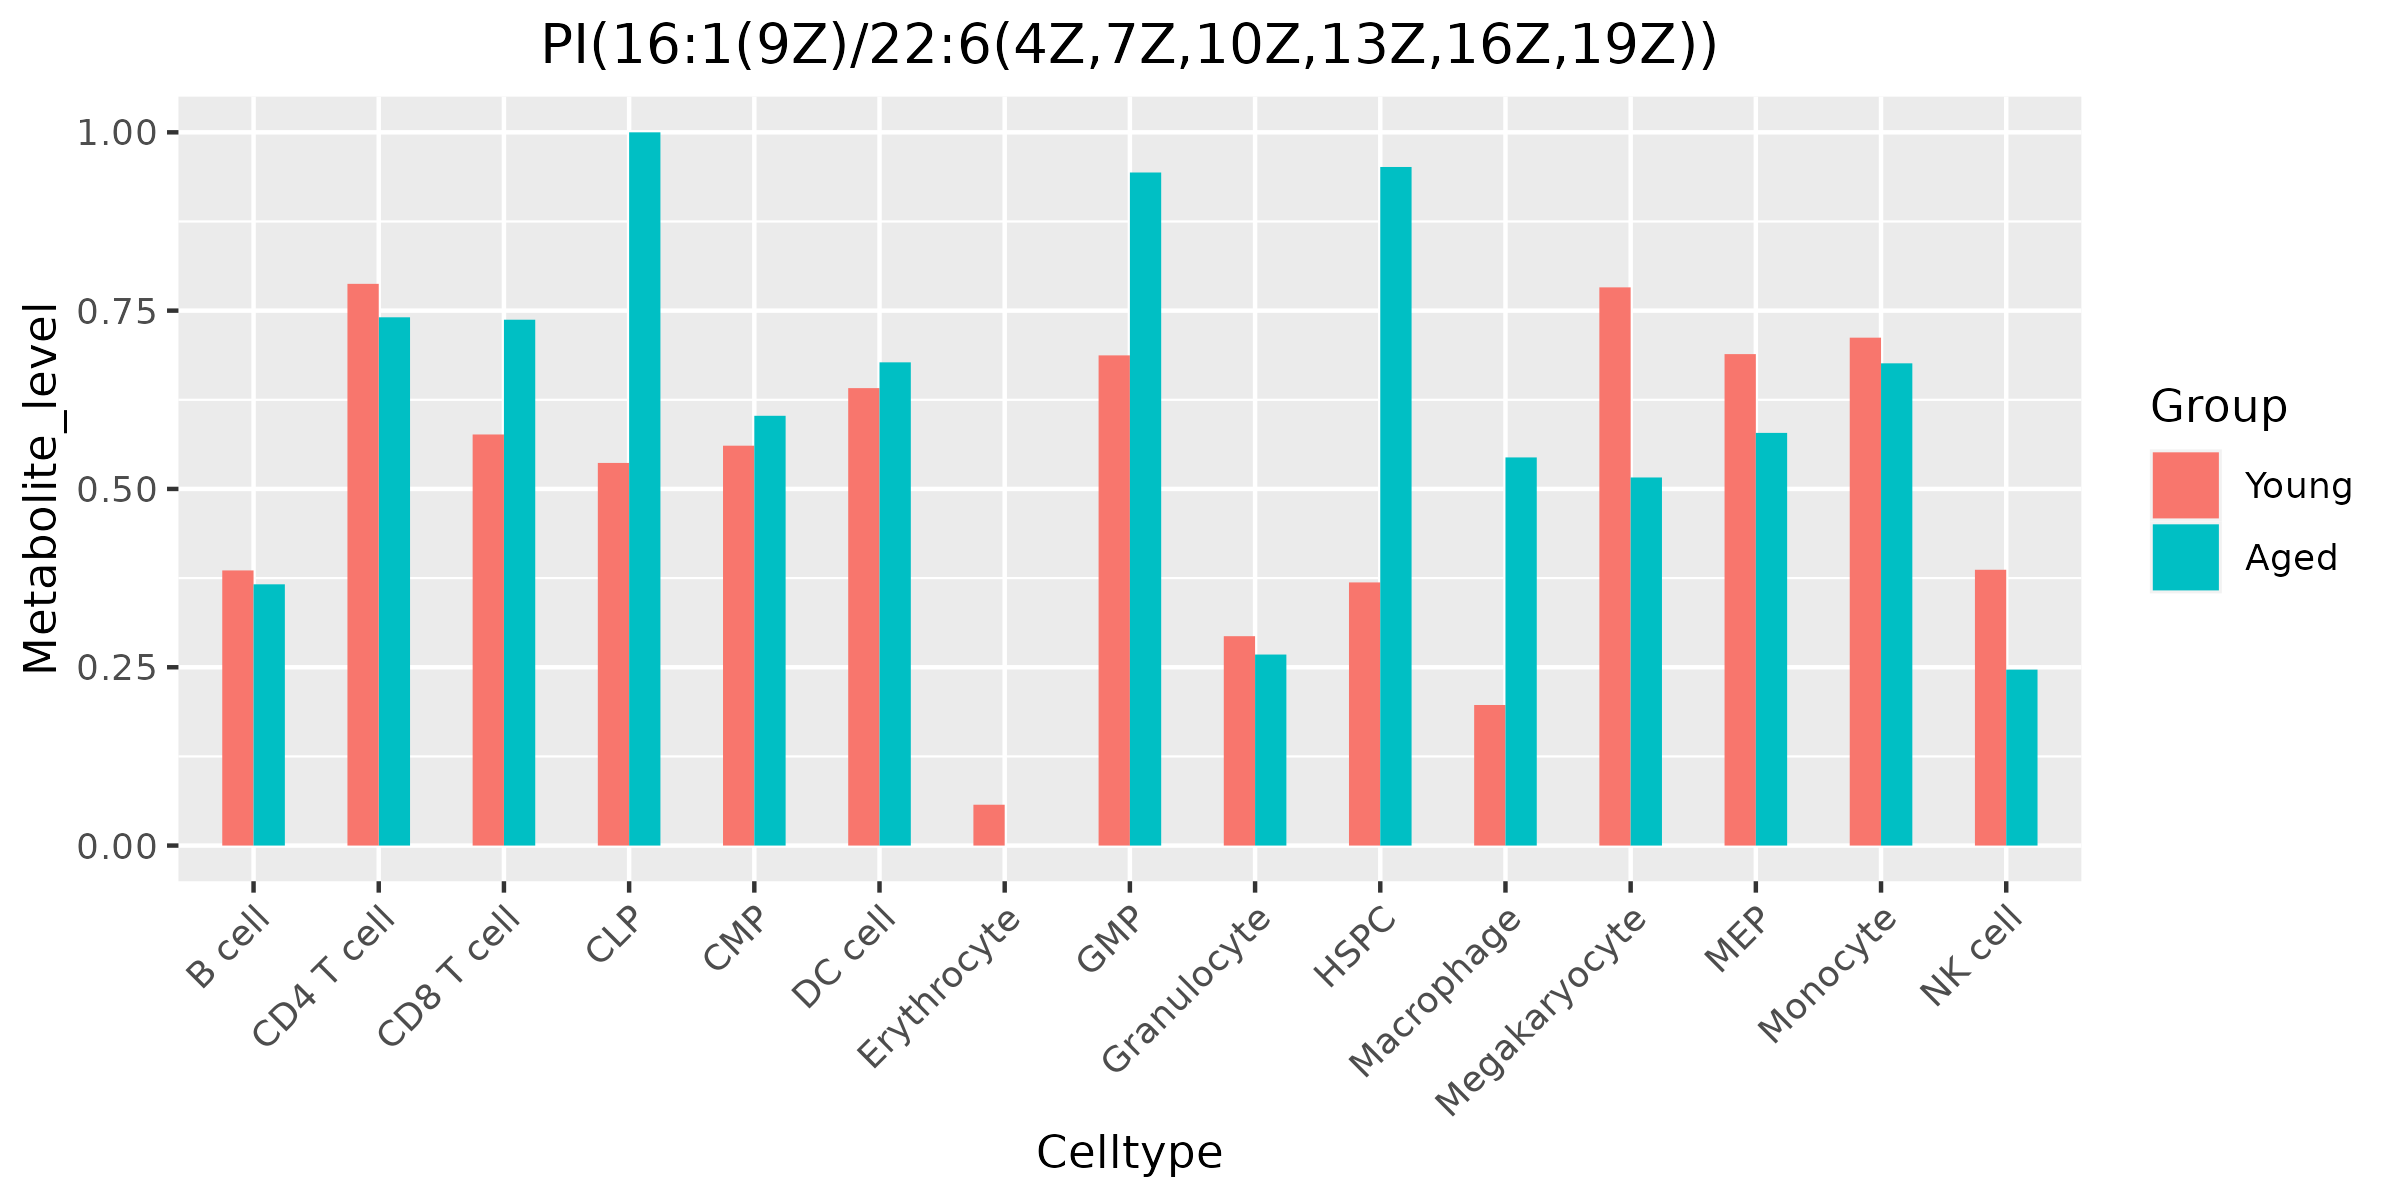 PI(16:1(9Z)/22:6(4Z,7Z,10Z,13Z,16Z,19Z))
Metabolite_level
1.00
0.75
0.50
0.25
0.00
B cell
CD4 T cell
CD8 T cell
CLP
CMP
DC cell
Erythrocyte
GMP
Granulocyte
HSPC
Macrophage
Megakaryocyte
MEP
Monocyte
NK cell
Celltype
Group
Young
Aged